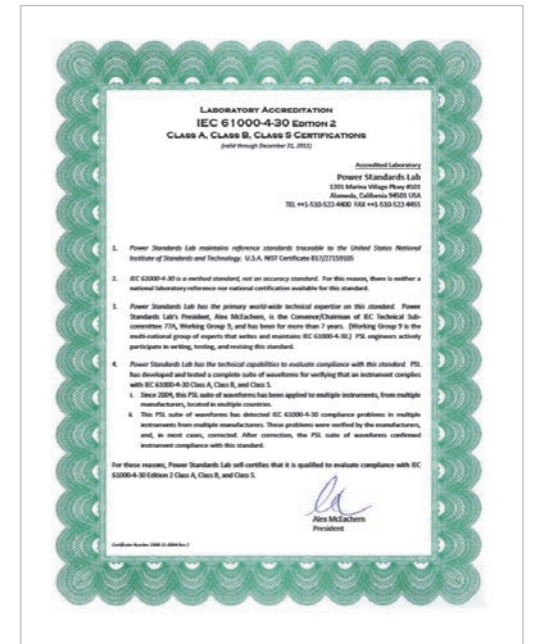 LABORATORY ACCREDITATION
IEC 61000-4-30 EDITION 2
CLASS A, CLASS B, CLASS S CERTIFICATIONS
(valid through December 31, 2011)
Accredited Laboratory
Power Standards Lab
1201 Marina Village Pkwy #101
Alameda, California 94501 USA
TEL ++1-510-522-4400 FAX ++1-510-522-4455
1. Power Standards Lab maintains reference standards traceable to the United States National
Institute of Standards and Technology. U.S.A. NIST Certificate 817/27159105
2. IEC 61000-4-30 is a method standard, not an accuracy standard. For this reason, there is neither a
national laboratory reference nor national certification available for this standard.
3. Power Standards Lab has the primary world-wide technical expertise on this standard. Power
Standards Lab's President, Alex McEachern, is the Convenor/Chairman of IEC Technical Sub-
committee 77A, Working Group 9, and has been for more than 7 years. (Working Group 9 is the
multi-national group of experts that writes and maintains IEC 61000-4-30.) PSL engineers actively
participate in writing, testing, and revising this standard.
4. Power Standards Lab has the technical capabilities to evaluate compliance with this standard. PSL
has developed and tested a complete suite of waveforms for verifying that an instrument complies
with IEC 61000-4-30 Class A, Class B, and Class S.
i. Since 2004, this PSL suite of waveforms has been applied to multiple instruments, from multiple
manufacturers, located in multiple countries.
ii. This PSL suite of waveforms has detected IEC 61000-4-30 compliance problems in multiple
instruments from multiple manufacturers. These problems were verified by the manufacturers,
and, in most cases, corrected. After correction, the PSL suite of waveforms confirmed
instrument compliance with this standard.
For these reasons, Power Standards Lab self-certifies that it is qualified to evaluate compliance with IEC
61000-4-30 Edition 2 Class A, Class B, and Class S.
Alex McEachern
President
Certificate Number